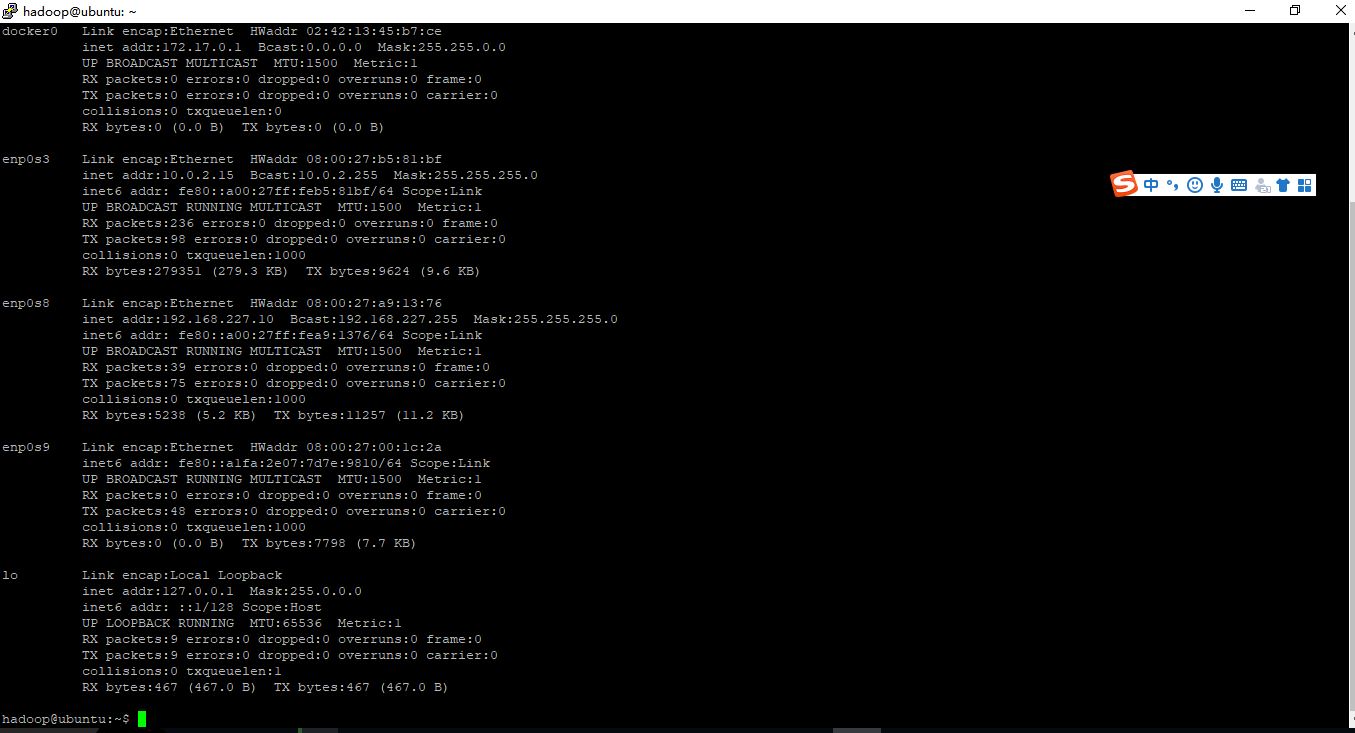 hadoop@ubuntu: ~
docker0   Link encap:Ethernet  HWaddr 02:42:13:45:b7:ce
          inet addr:172.17.0.1  Bcast:0.0.0.0  Mask:255.255.0.0
          UP BROADCAST MULTICAST  MTU:1500  Metric:1
          RX packets:0 errors:0 dropped:0 overruns:0 frame:0
          TX packets:0 errors:0 dropped:0 overruns:0 carrier:0
          collisions:0 txqueuelen:0
          RX bytes:0 (0.0 B)  TX bytes:0 (0.0 B)
enp0s3    Link encap:Ethernet  HWaddr 08:00:27:b5:81:bf
          inet addr:10.0.2.15  Bcast:10.0.2.255  Mask:255.255.255.0
          inet6 addr: fe80::a00:27ff:feb5:81bf/64 Scope:Link
          UP BROADCAST RUNNING MULTICAST  MTU:1500  Metric:1
          RX packets:236 errors:0 dropped:0 overruns:0 frame:0
          TX packets:98 errors:0 dropped:0 overruns:0 carrier:0
          collisions:0 txqueuelen:1000
          RX bytes:279351 (279.3 KB)  TX bytes:9624 (9.6 KB)
S 中
enp0s8    Link encap:Ethernet  HWaddr 08:00:27:a9:13:76
          inet addr:192.168.227.10  Bcast:192.168.227.255  Mask:255.255.255.0
          inet6 addr: fe80::a00:27ff:fea9:1376/64 Scope:Link
          UP BROADCAST RUNNING MULTICAST  MTU:1500  Metric:1
          RX packets:39 errors:0 dropped:0 overruns:0 frame:0
          TX packets:75 errors:0 dropped:0 overruns:0 carrier:0
          collisions:0 txqueuelen:1000
          RX bytes:5238 (5.2 KB)  TX bytes:11257 (11.2 KB)
enp0s9    Link encap:Ethernet  HWaddr 08:00:27:00:1c:2a
          inet6 addr: fe80::a1fa:2e07:7d7e:9810/64 Scope:Link
          UP BROADCAST RUNNING MULTICAST  MTU:1500  Metric:1
          RX packets:0 errors:0 dropped:0 overruns:0 frame:0
          TX packets:48 errors:0 dropped:0 overruns:0 carrier:0
          collisions:0 txqueuelen:1000
          RX bytes:0 (0.0 B)  TX bytes:7798 (7.7 KB)
lo        Link encap:Local Loopback
          inet addr:127.0.0.1  Mask:255.0.0.0
          inet6 addr: ::1/128 Scope:Host
          UP LOOPBACK RUNNING  MTU:65536  Metric:1
          RX packets:9 errors:0 dropped:0 overruns:0 frame:0
          TX packets:9 errors:0 dropped:0 overruns:0 carrier:0
          collisions:0 txqueuelen:1
          RX bytes:467 (467.0 B)  TX bytes:467 (467.0 B)
hadoop@ubuntu:~$